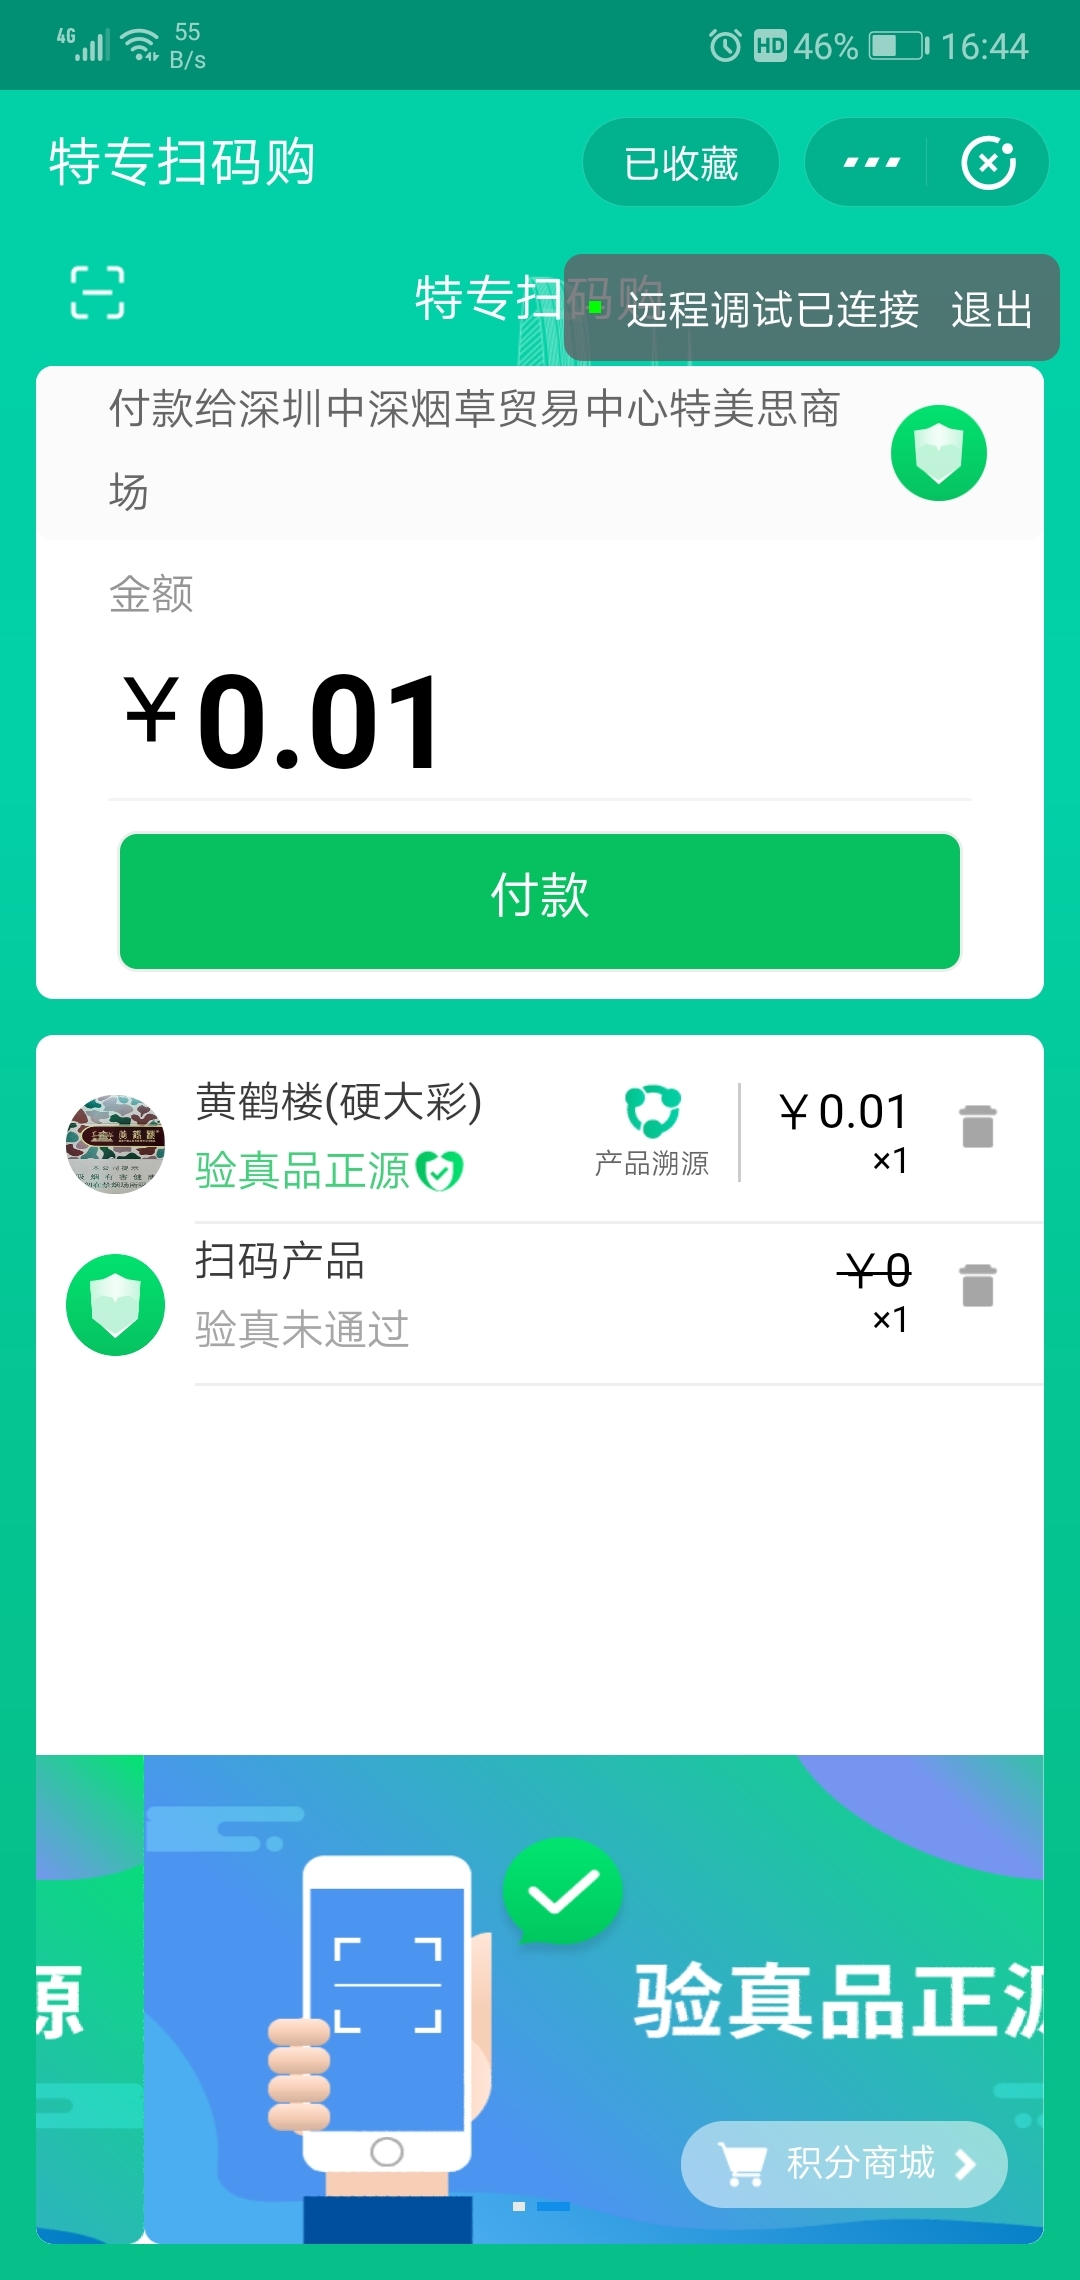 4G 55 B/s HD 46% 16:44
特专扫码购 已收藏
特专扫码购
远程调试已连接 退出
付款给深圳中深烟草贸易中心特美思商
场
金额
￥0.01
付款
黄鹤楼(硬大彩) ￥0.01
验真品正源 产品溯源 ×1
扫码产品 ￥0
验真未通过 ×1
源 验真品正源
积分商城